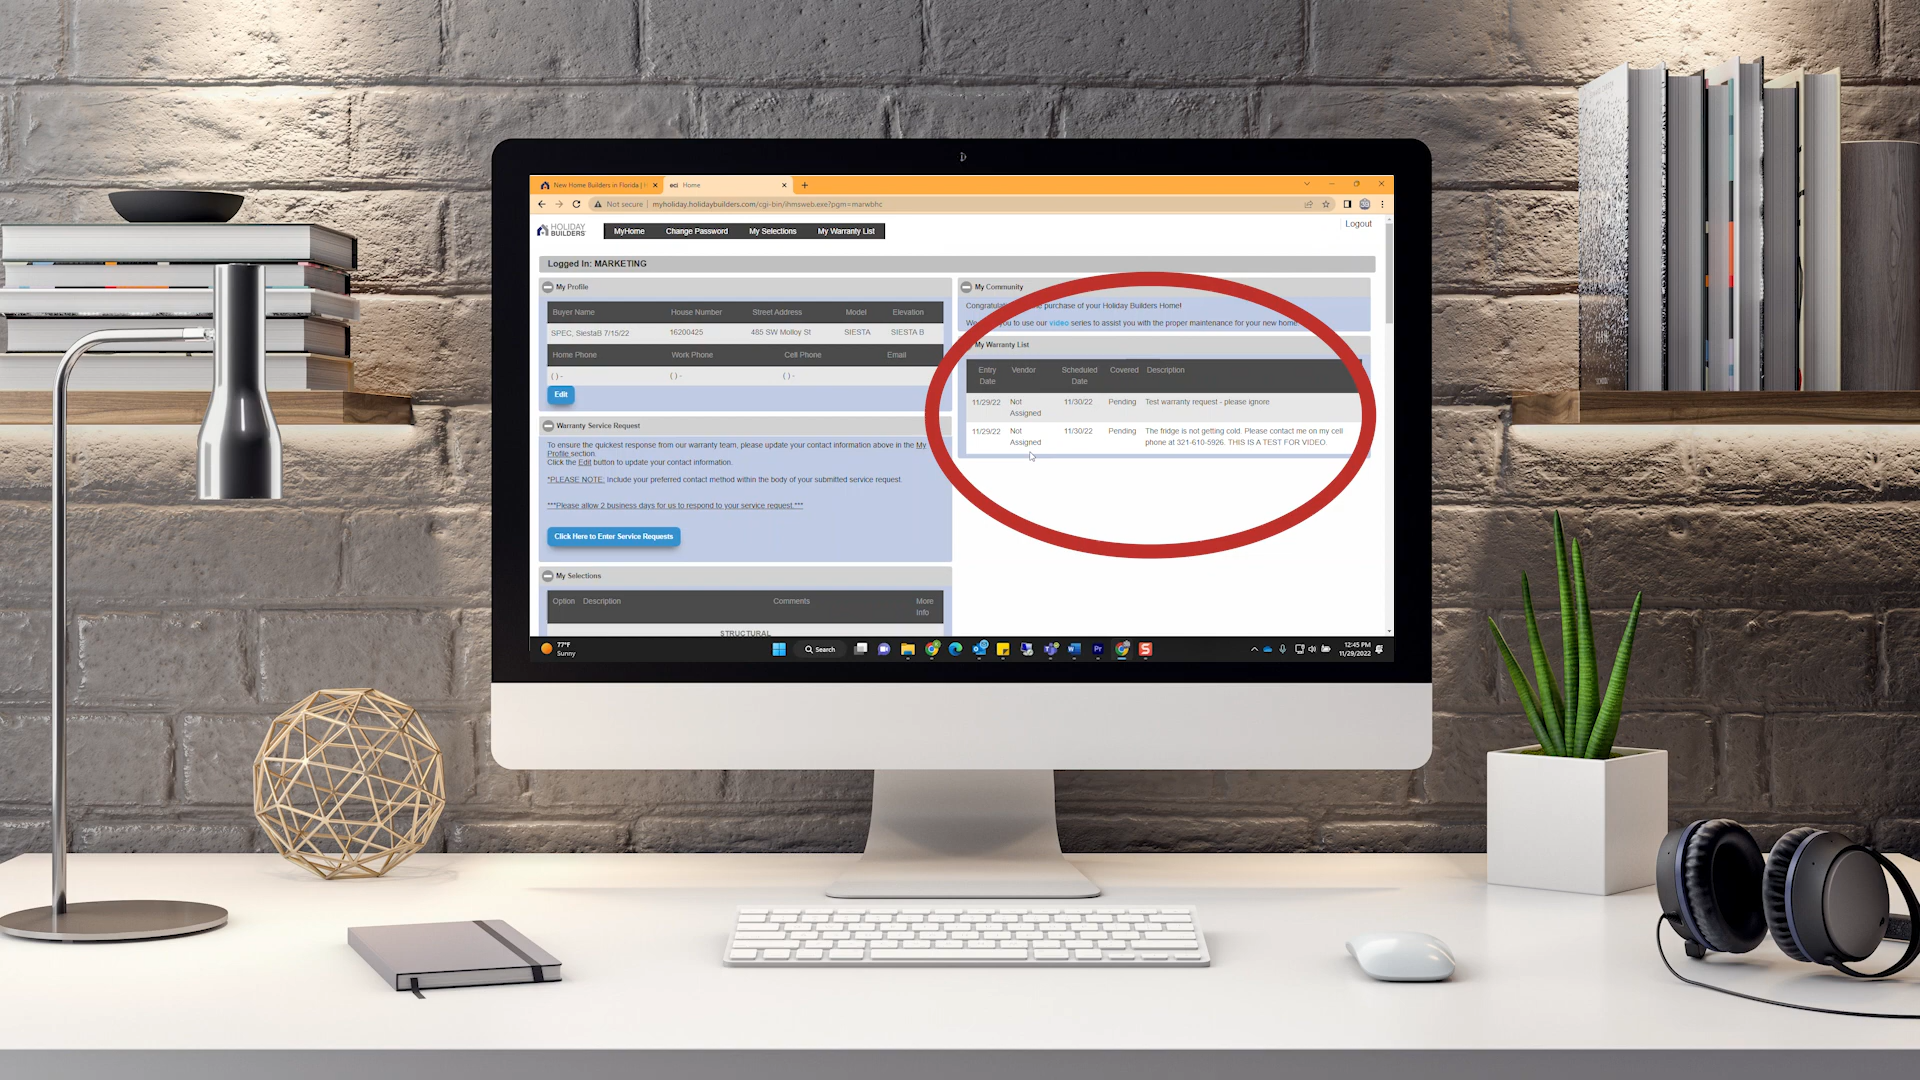 New Home Builders in Florida |
eci Home
Not secure | myholiday.holidaybuilders.com/cgi-bin/ihmsweb.exe?pgm=marwbhc
HOLIDAY
BUILDERS
MyHome Change Password My Selections My Warranty List
Logout
Logged In: MARKETING
My Profile
Buyer Name House Number Street Address Model Elevation
SPEC, SiestaB 7/15/22 16200425 485 SW Molloy St SIESTA SIESTA B
Home Phone Work Phone Cell Phone Email
( ) - ( ) - ( ) -
Edit
Warranty Service Request
To ensure the quickest response from our warranty team, please update your contact information above in the My
Profile section.
Click the Edit button to update your contact information.
*PLEASE NOTE: Include your preferred contact method within the body of your submitted service request.
***Please allow 2 business days for us to respond to your service request.***
Click Here to Enter Service Requests
My Selections
Option Description Comments More
Info
STRUCTURAL
My Community
purchase of your Holiday Builders Home!
you to use our video series to assist you with the proper maintenance for your new home.
My Warranty List
Entry
Date
Vendor
Scheduled
Date
Covered Description
11/29/22 Not
Assigned
11/30/22 Pending Test warranty request - please ignore
11/29/22 Not
Assigned
11/30/22 Pending The fridge is not getting cold. Please contact me on my cell
phone at 321-610-5926. THIS IS A TEST FOR VIDEO.
77°F
Sunny
Search
12:45 PM
11/29/2022